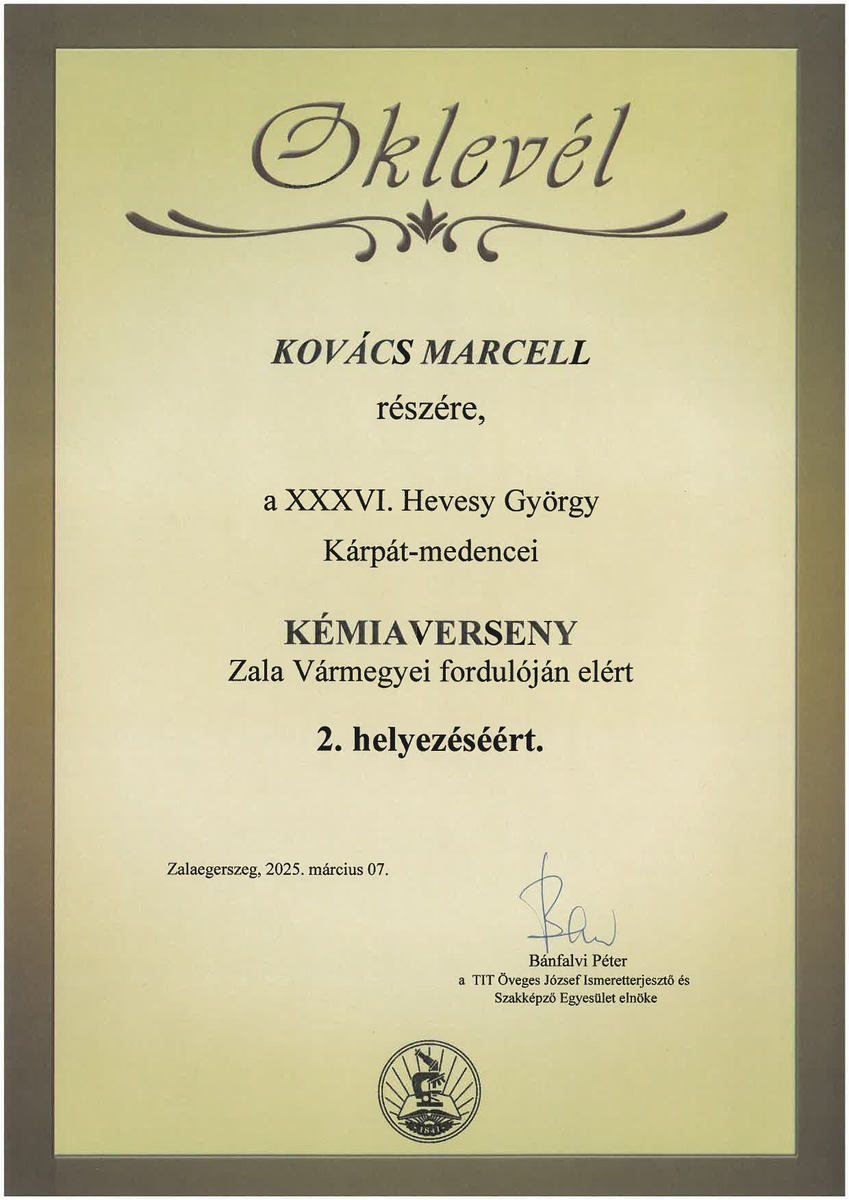 Oklevél
KOVÁCS MARCELL
részére,
a XXXVI. Hevesy György
Kárpát-medencei
KÉMIAVERSENY
Zala Vármegyei fordulóján elért
2. helyezéséért.
Zalaegerszeg, 2025. március 07.
Bánfalvi Péter
a TIT Öveges József Ismeretterjesztő és
Szakképző Egyesület elnöke
1841